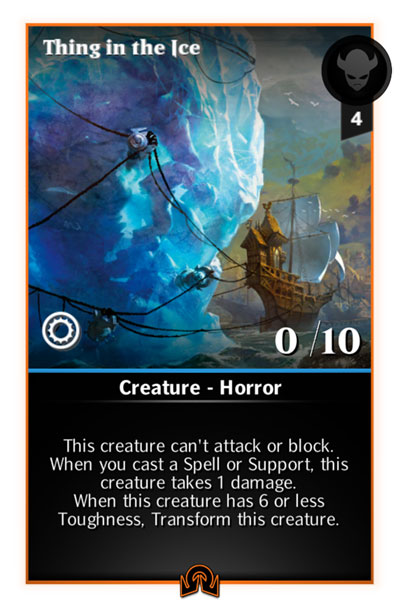 Thing in the Ice
4
0/10
Creature - Horror
This creature can't attack or block.
When you cast a Spell or Support, this
creature takes 1 damage.
When this creature has 6 or less
Toughness, Transform this creature.